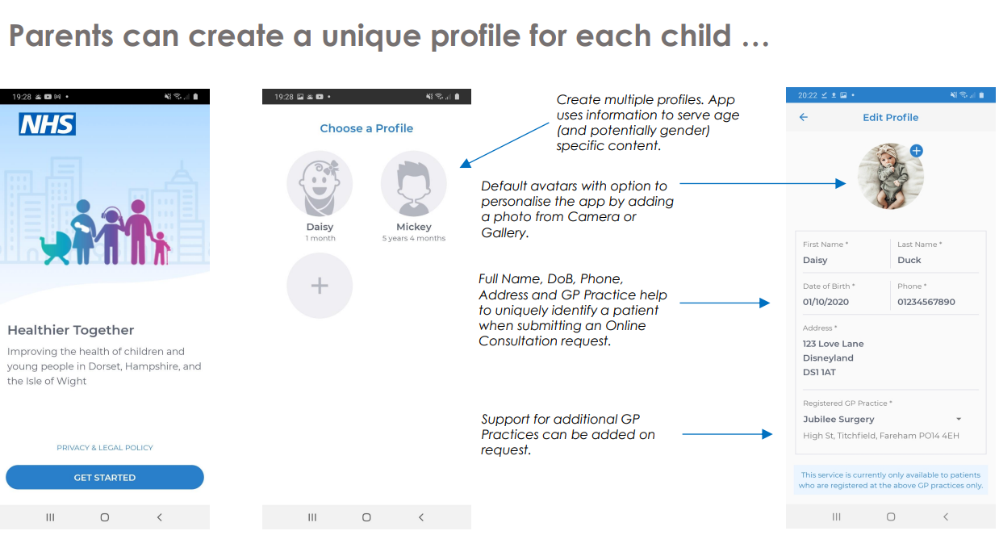 Parents can create a unique profile for each child ...
19:28
NHS
Healthier Together
Improving the health of children and
young people in Dorset, Hampshire, and
the Isle of Wight
PRIVACY & LEGAL POLICY
GET STARTED
19:28
Choose a Profile
Daisy
1 month
Mickey
5 years 4 months
Create multiple profiles. App
uses information to serve age
(and potentially gender)
specific content.
Default avatars with option to
personalise the app by adding
a photo from Camera or
Gallery.
Full Name, DoB, Phone,
Address and GP Practice help
to uniquely identify a patient
when submitting an Online
Consultation request.
Support for additional GP
Practices can be added on
request.
20:22
Edit Profile
First Name *
Last Name *
Daisy
Duck
Date of Birth *
Phone *
01/10/2020
01234567890
Address *
123 Love Lane
Disneyland
DS1 1AT
Registered GP Practice *
Jubilee Surgery
High St, Titchfield, Fareham PO14 4EH
This service is currently only available to patients
who are registered at the above GP practices only.